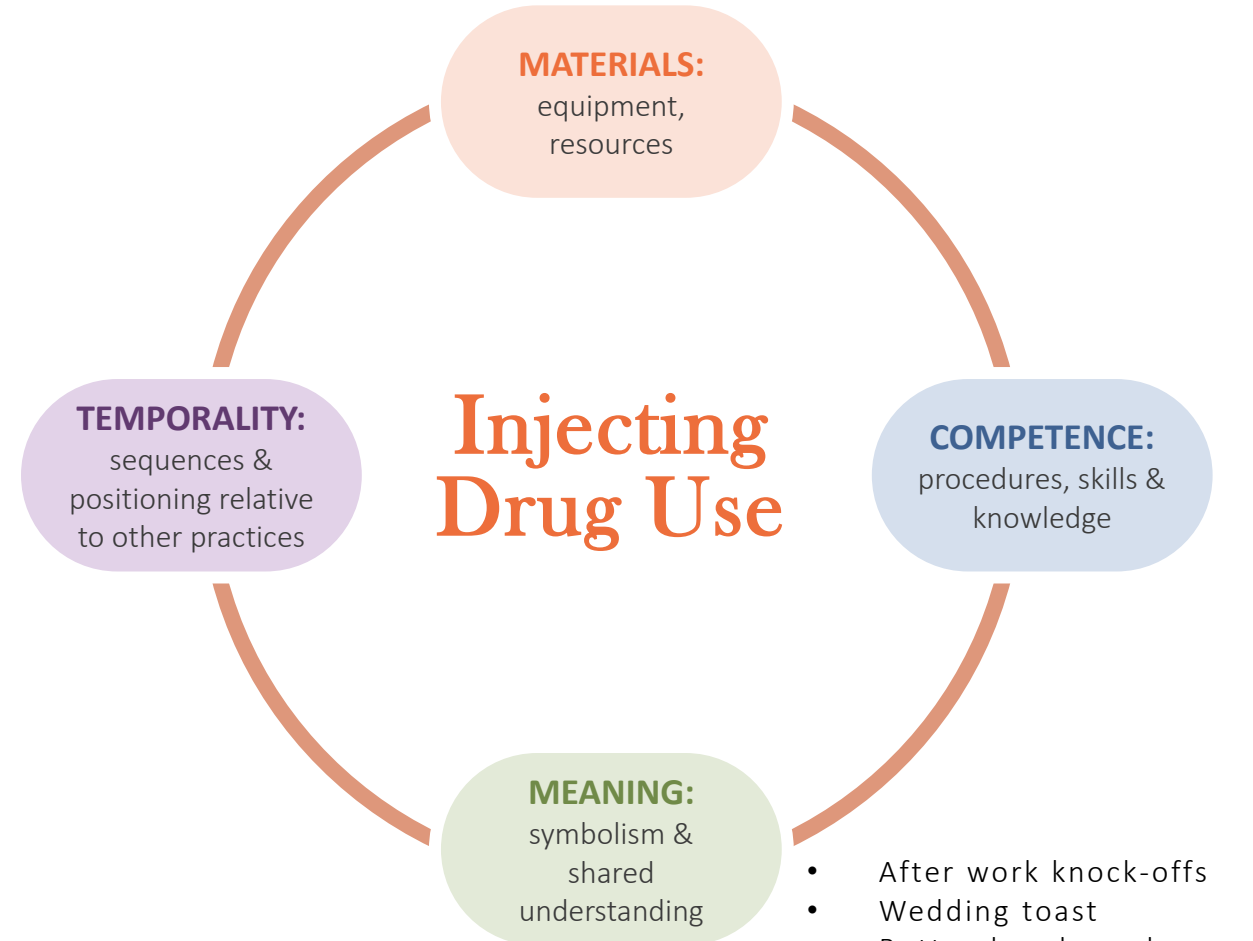 MATERIALS:
equipment,
resources
TEMPORALITY:
sequences &
positioning relative
to other practices
Injecting
Drug Use
COMPETENCE:
procedures, skills &
knowledge
MEANING:
symbolism &
shared
understanding
• After work knock-offs
• Wedding toast